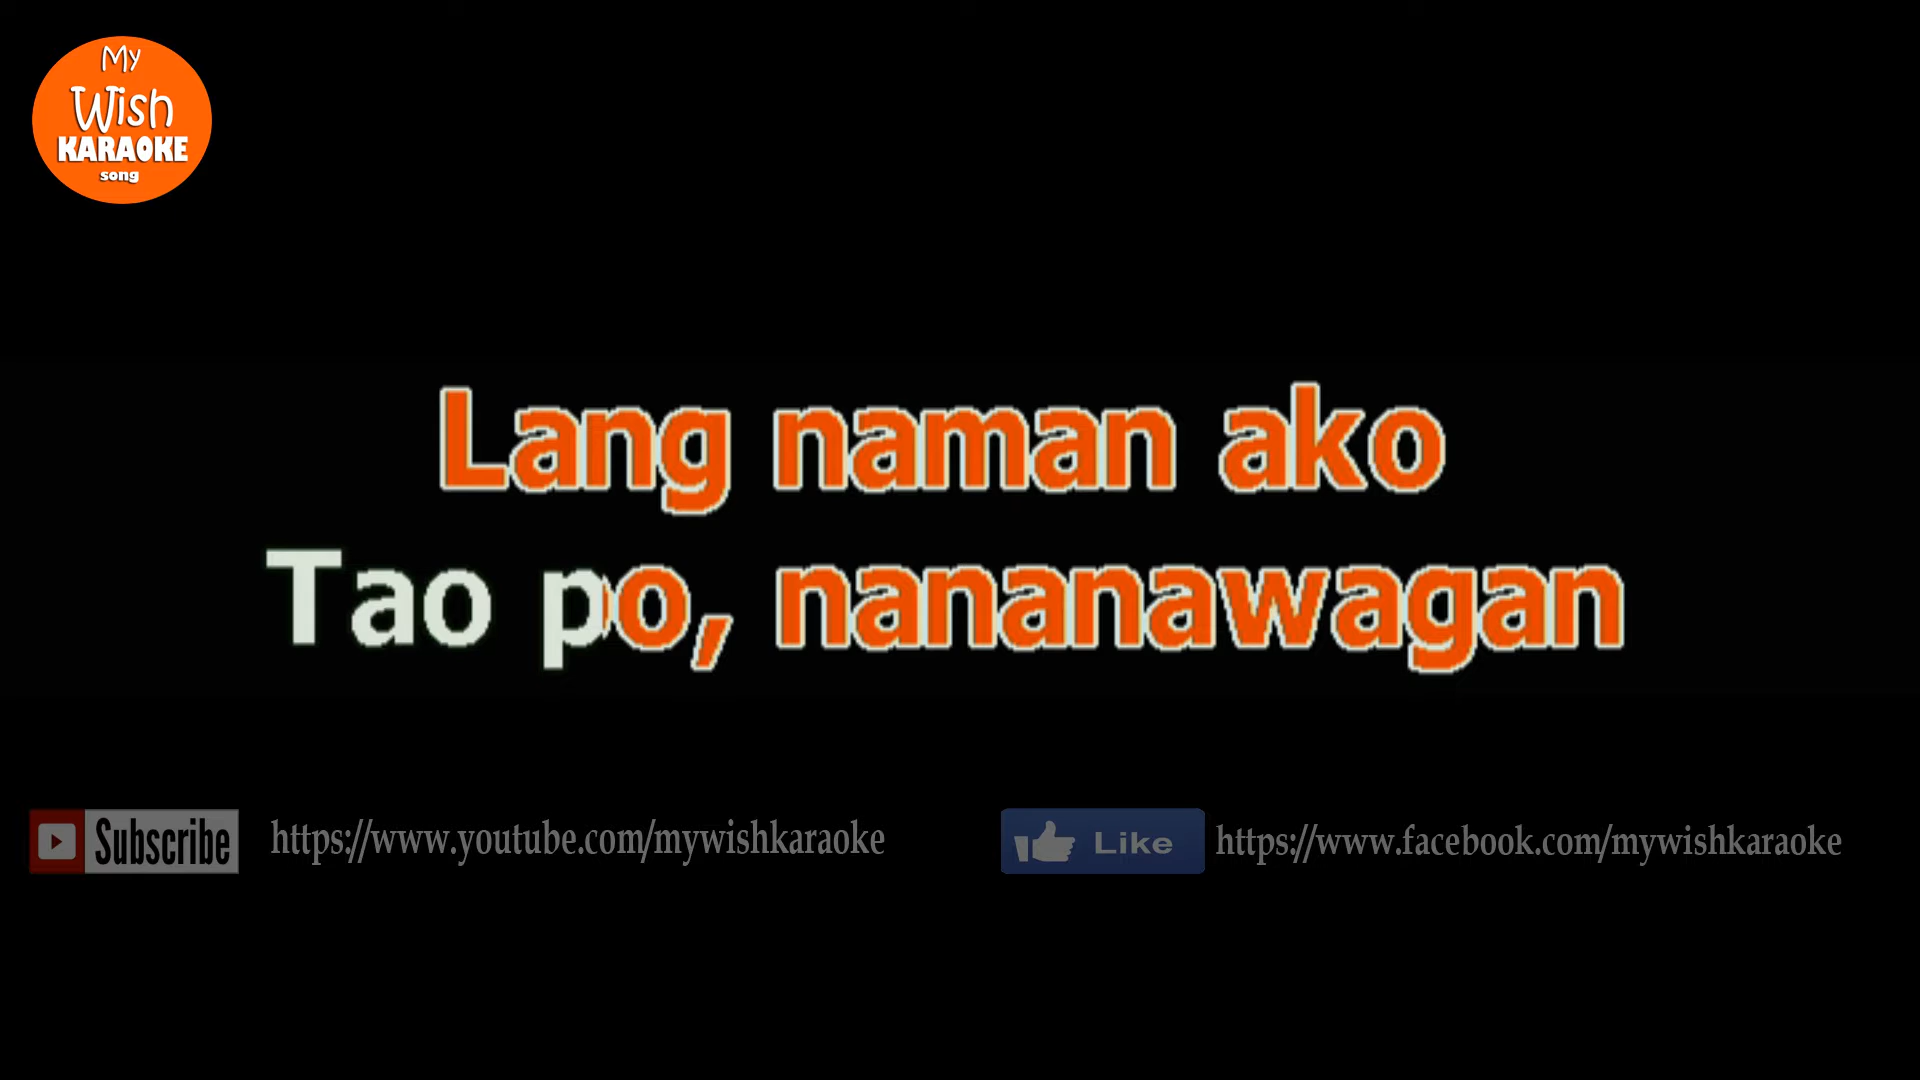 My
Wish
KARAOKE
song
Lang naman ako
Tao po, nananawagan
Subscribe https://www.youtube.com/mywishkaraoke
Like https://www.facebook.com/mywishkaraoke